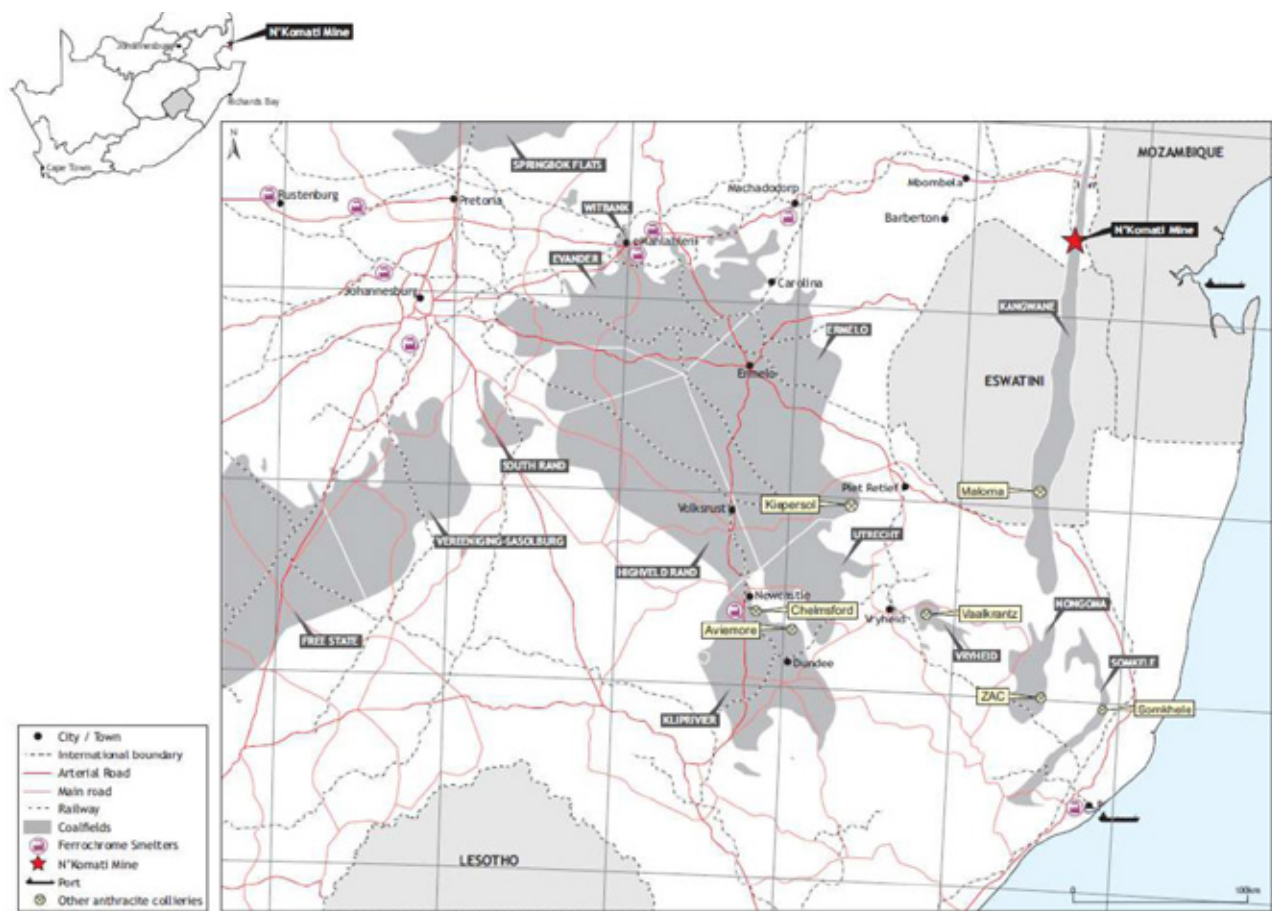 N'Komati Mine
Johannesburg
Richards Bay
Cape Town
N
SPRINGBOK FLATS
MOZAMBIQUE
Rustenburg
Pretoria
WITBANK
Machadodorp
Mbombela
Barberton
eMahlahleni
N'Komati Mine
EVANDER
Johannesburg
Carolina
KANGWANE
ERMELO
Ermelo
ESWATINI
SOUTH RAND
Piet Retief
Maloma
Volksrust
Kiepersol
VEREENIGING-SASOLBURG
HIGHVELD RAND
UTRECHT
Newcastle
Chelmsford
Vryheid
Vaalkrantz
NONGOMA
Aviemore
FREE STATE
Dundee
VRYHEID
SOMKELE
KLIPRIVIER
ZAC
Somkhele
LESOTHO
0
100km
City / Town
International boundary
Arterial Road
Main road
Railway
Coalfields
Ferrochrome Smelters
N'Komati Mine
Port
Other anthracite collieries